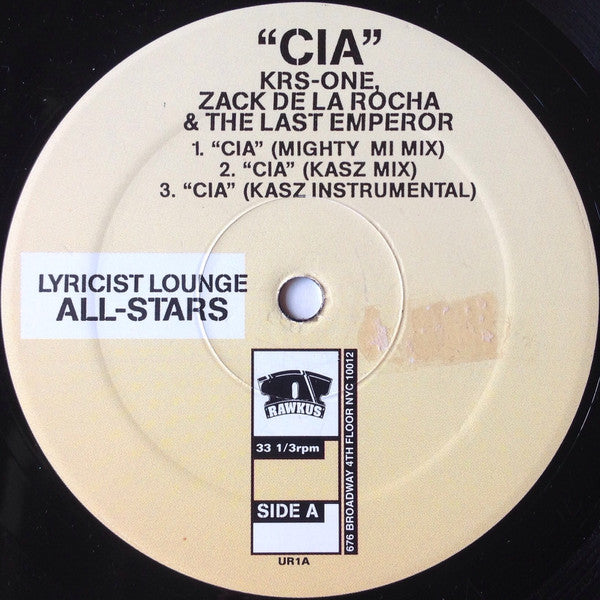 “CIA”
KRS-ONE,
ZACK DE LA ROCHA
& THE LAST EMPEROR
1. “CIA” (MIGHTY MI MIX)
2. “CIA” (KASZ MIX)
3. “CIA” (KASZ INSTRUMENTAL)
LYRICIST LOUNGE
ALL-STARS
RAWKUS
33 1/3rpm
SIDE A
676 BROADWAY 4TH FLOOR NYC 10012
UR1A